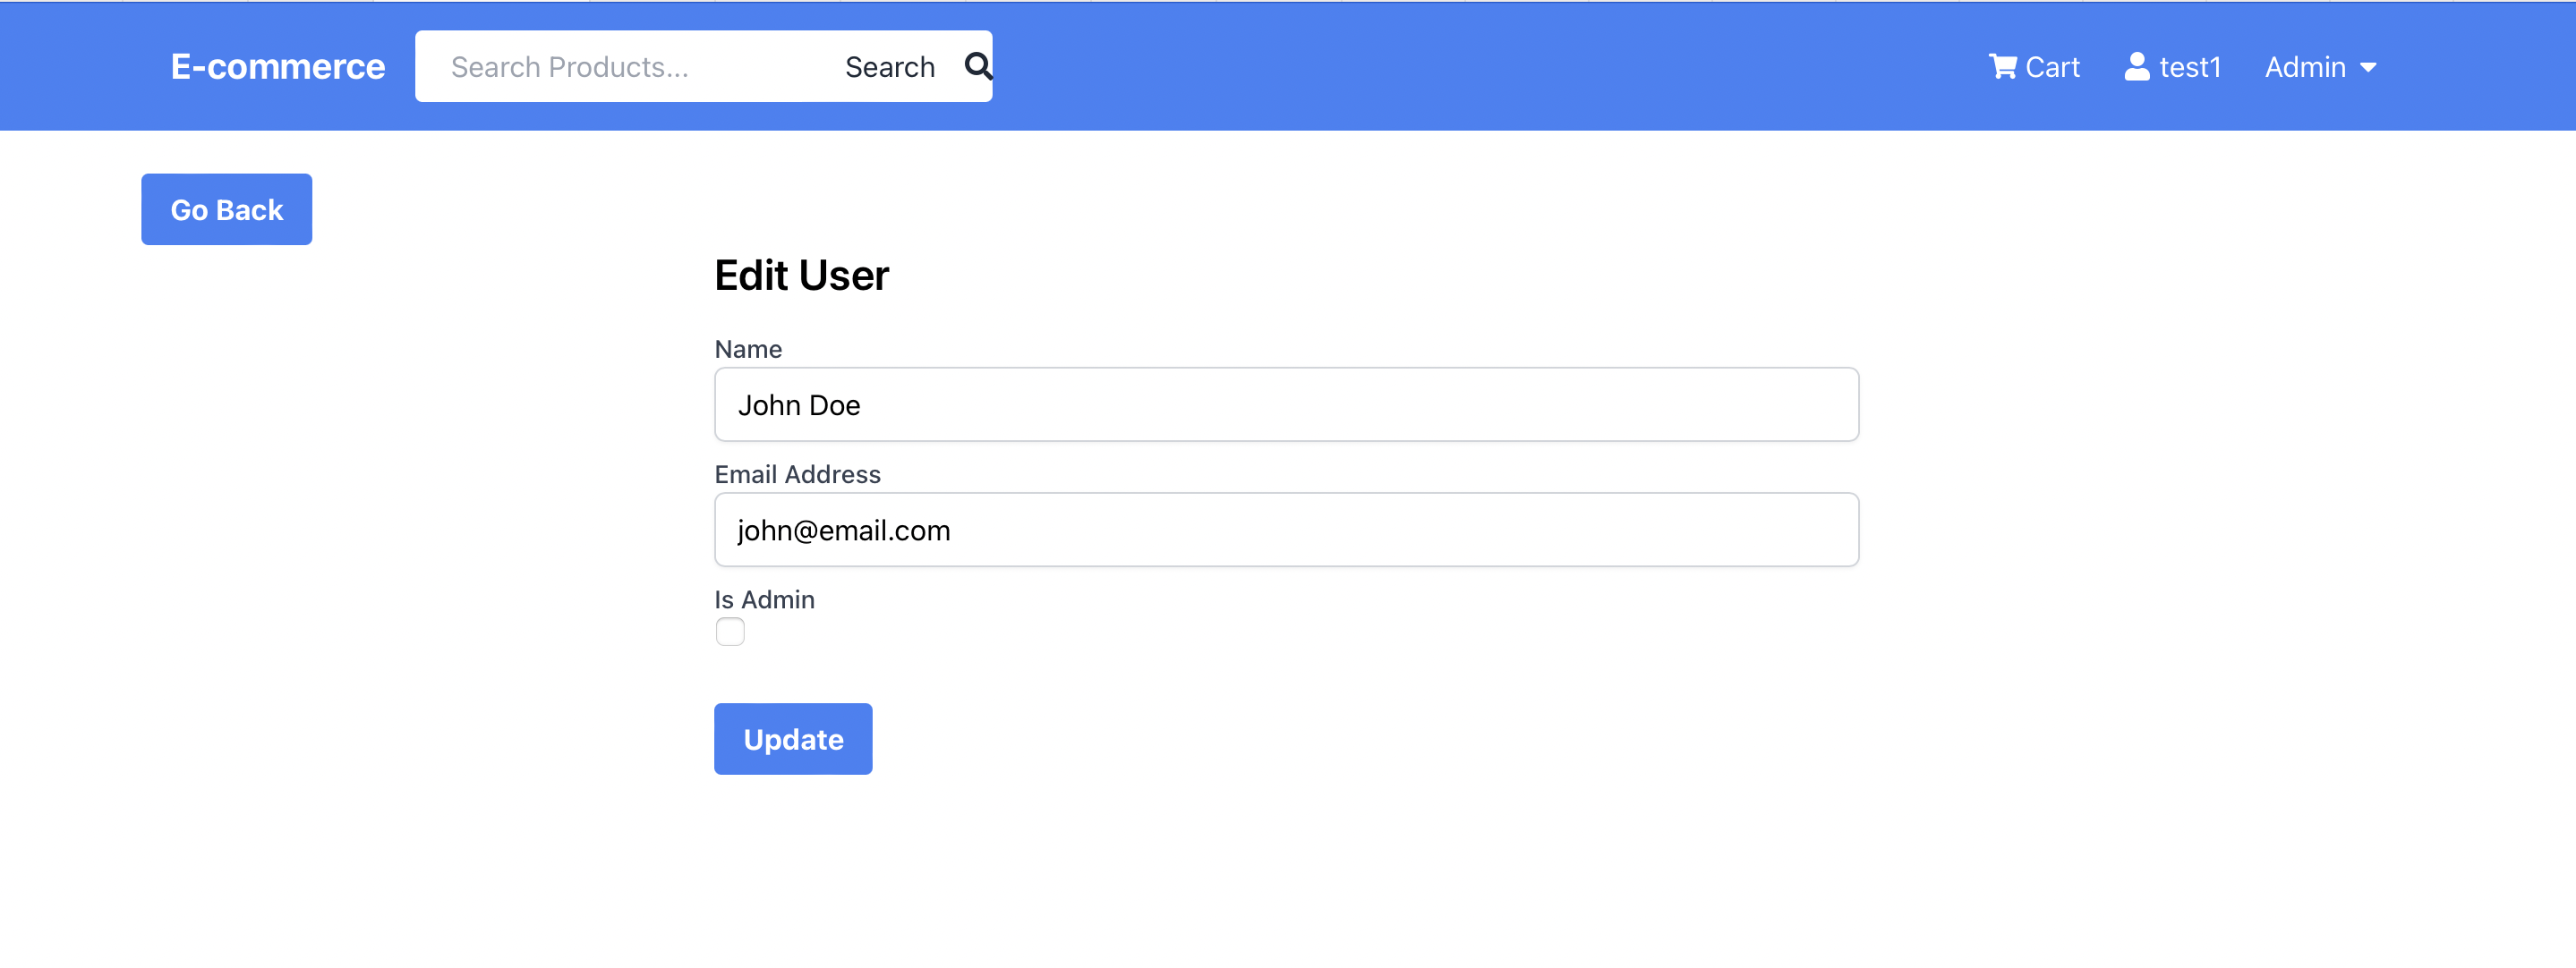 E-commerce Search Products... Search Cart test1 Admin
Go Back
Edit User
Name
John Doe
Email Address
john@email.com
Is Admin
Update